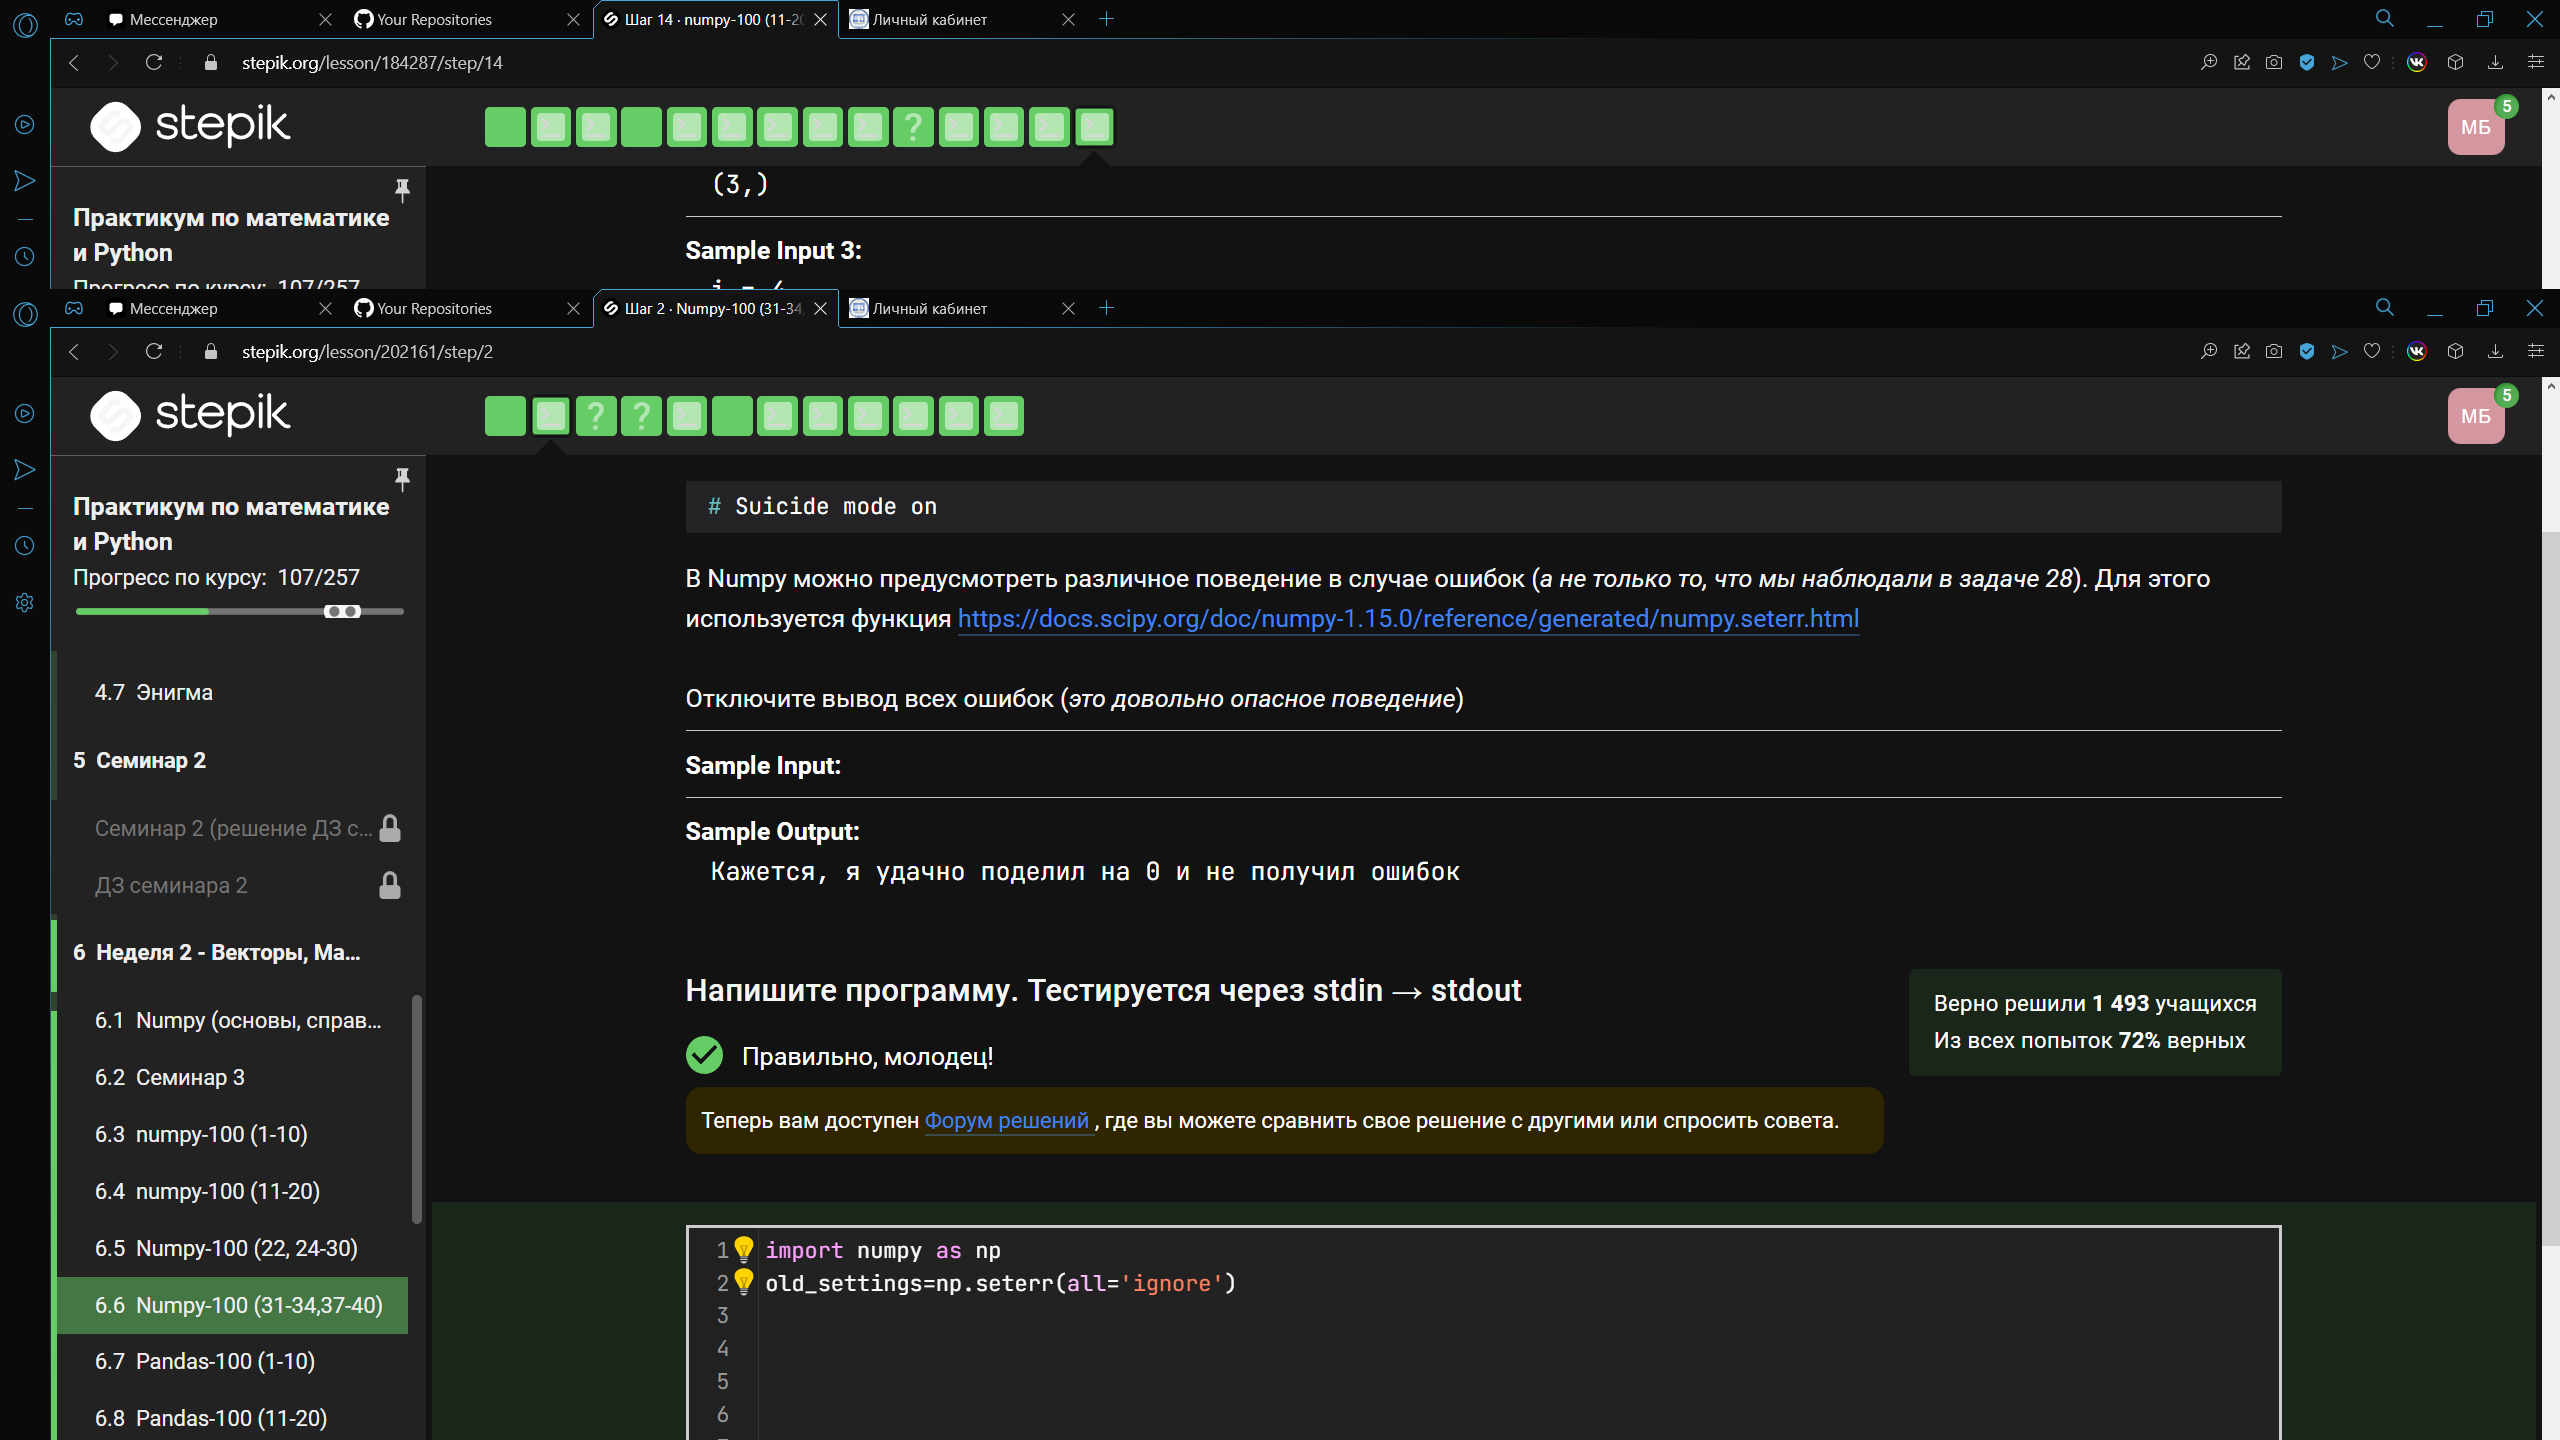 Мессенджер
Your Repositories
Шаг 14 · numpy-100 (11-20
Личный кабинет
stepik.org/lesson/184287/step/14
stepik
?
МБ
5
Практикум по математике
и Python
Прогресс по курсу: 107/257
(3,)
Sample Input 3:
i = 4
Мессенджер
Your Repositories
Шаг 2 · Numpy-100 (31-34,
Личный кабинет
stepik.org/lesson/202161/step/2
stepik
? ?
МБ
5
Практикум по математике
и Python
Прогресс по курсу: 107/257
4.7 Энигма
5 Семинар 2
Семинар 2 (решение ДЗ с...
ДЗ семинара 2
6 Неделя 2 - Векторы, Ма...
6.1 Numpy (основы, справ...
6.2 Семинар 3
6.3 numpy-100 (1-10)
6.4 numpy-100 (11-20)
6.5 Numpy-100 (22, 24-30)
6.6 Numpy-100 (31-34,37-40)
6.7 Pandas-100 (1-10)
6.8 Pandas-100 (11-20)
# Suicide mode on
В Numpy можно предусмотреть различное поведение в случае ошибок (а не только то, что мы наблюдали в задаче 28). Для этого
используется функция https://docs.scipy.org/doc/numpy-1.15.0/reference/generated/numpy.seterr.html
Отключите вывод всех ошибок (это довольно опасное поведение)
Sample Input:
Sample Output:
Кажется, я удачно поделил на 0 и не получил ошибок
Напишите программу. Тестируется через stdin → stdout
Верно решили 1 493 учащихся
Из всех попыток 72% верных
Правильно, молодец!
Теперь вам доступен Форум решений , где вы можете сравнить свое решение с другими или спросить совета.
1 import numpy as np
2 old_settings=np.seterr(all='ignore')
3
4
5
6